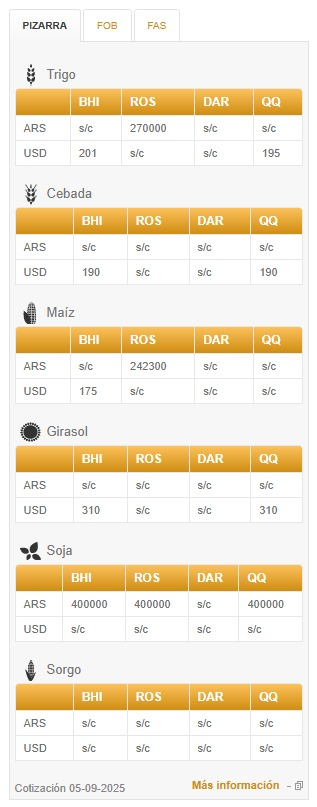 PIZARRA FOB FAS
Trigo
BHI ROS DAR QQ
ARS s/c 270000 s/c s/c
USD 201 s/c s/c 195
Cebada
BHI ROS DAR QQ
ARS s/c s/c s/c s/c
USD 190 s/c s/c 190
Maíz
BHI ROS DAR QQ
ARS s/c 242300 s/c s/c
USD 175 s/c s/c s/c
Girasol
BHI ROS DAR QQ
ARS s/c s/c s/c s/c
USD 310 s/c s/c 310
Soja
BHI ROS DAR QQ
ARS 400000 400000 s/c 400000
USD s/c s/c s/c s/c
Sorgo
BHI ROS DAR QQ
ARS s/c s/c s/c s/c
USD s/c s/c s/c s/c
Cotización 05-09-2025 Más información -